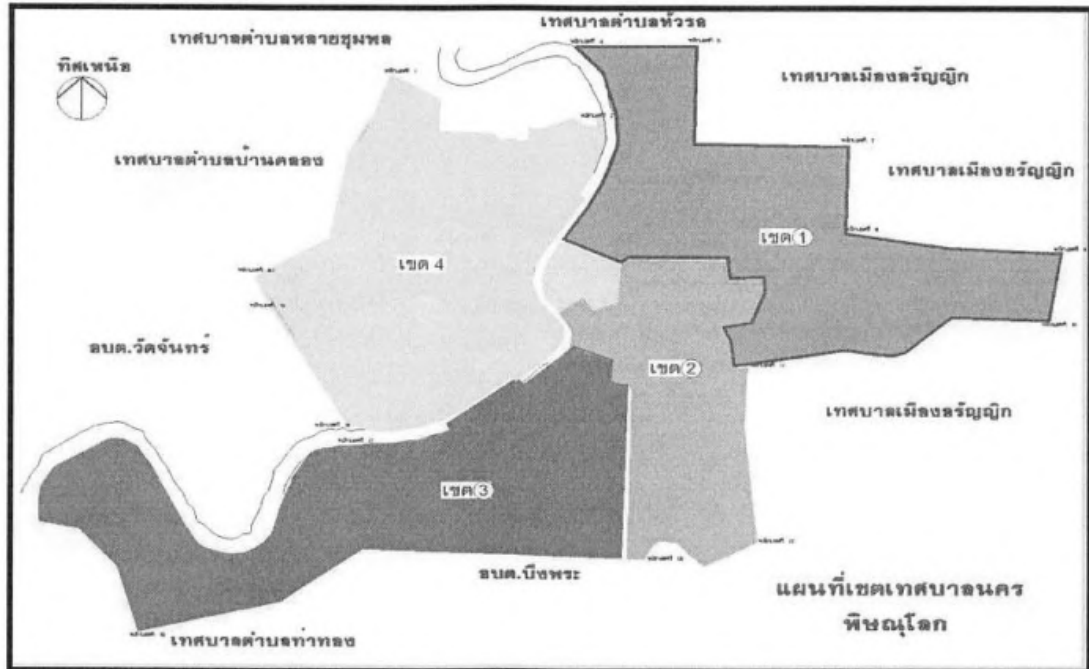 เทศบาลตำบลหัวรอ
เทศบาลตำบลพลายชุมพล
ทิศเหนือ
เทศบาลเมืองอรัญญิก
เทศบาลตำบลบ้านคลอง
เทศบาลเมืองอรัญญิก
เขต ①
เขต 4
อบต.วัดจันทร์
เขต ②
เทศบาลเมืองอรัญญิก
เขต ③
อบต.บึงพระ
แผนที่เขตเทศบาลนคร
พิษณุโลก
เทศบาลตำบลท่าทอง